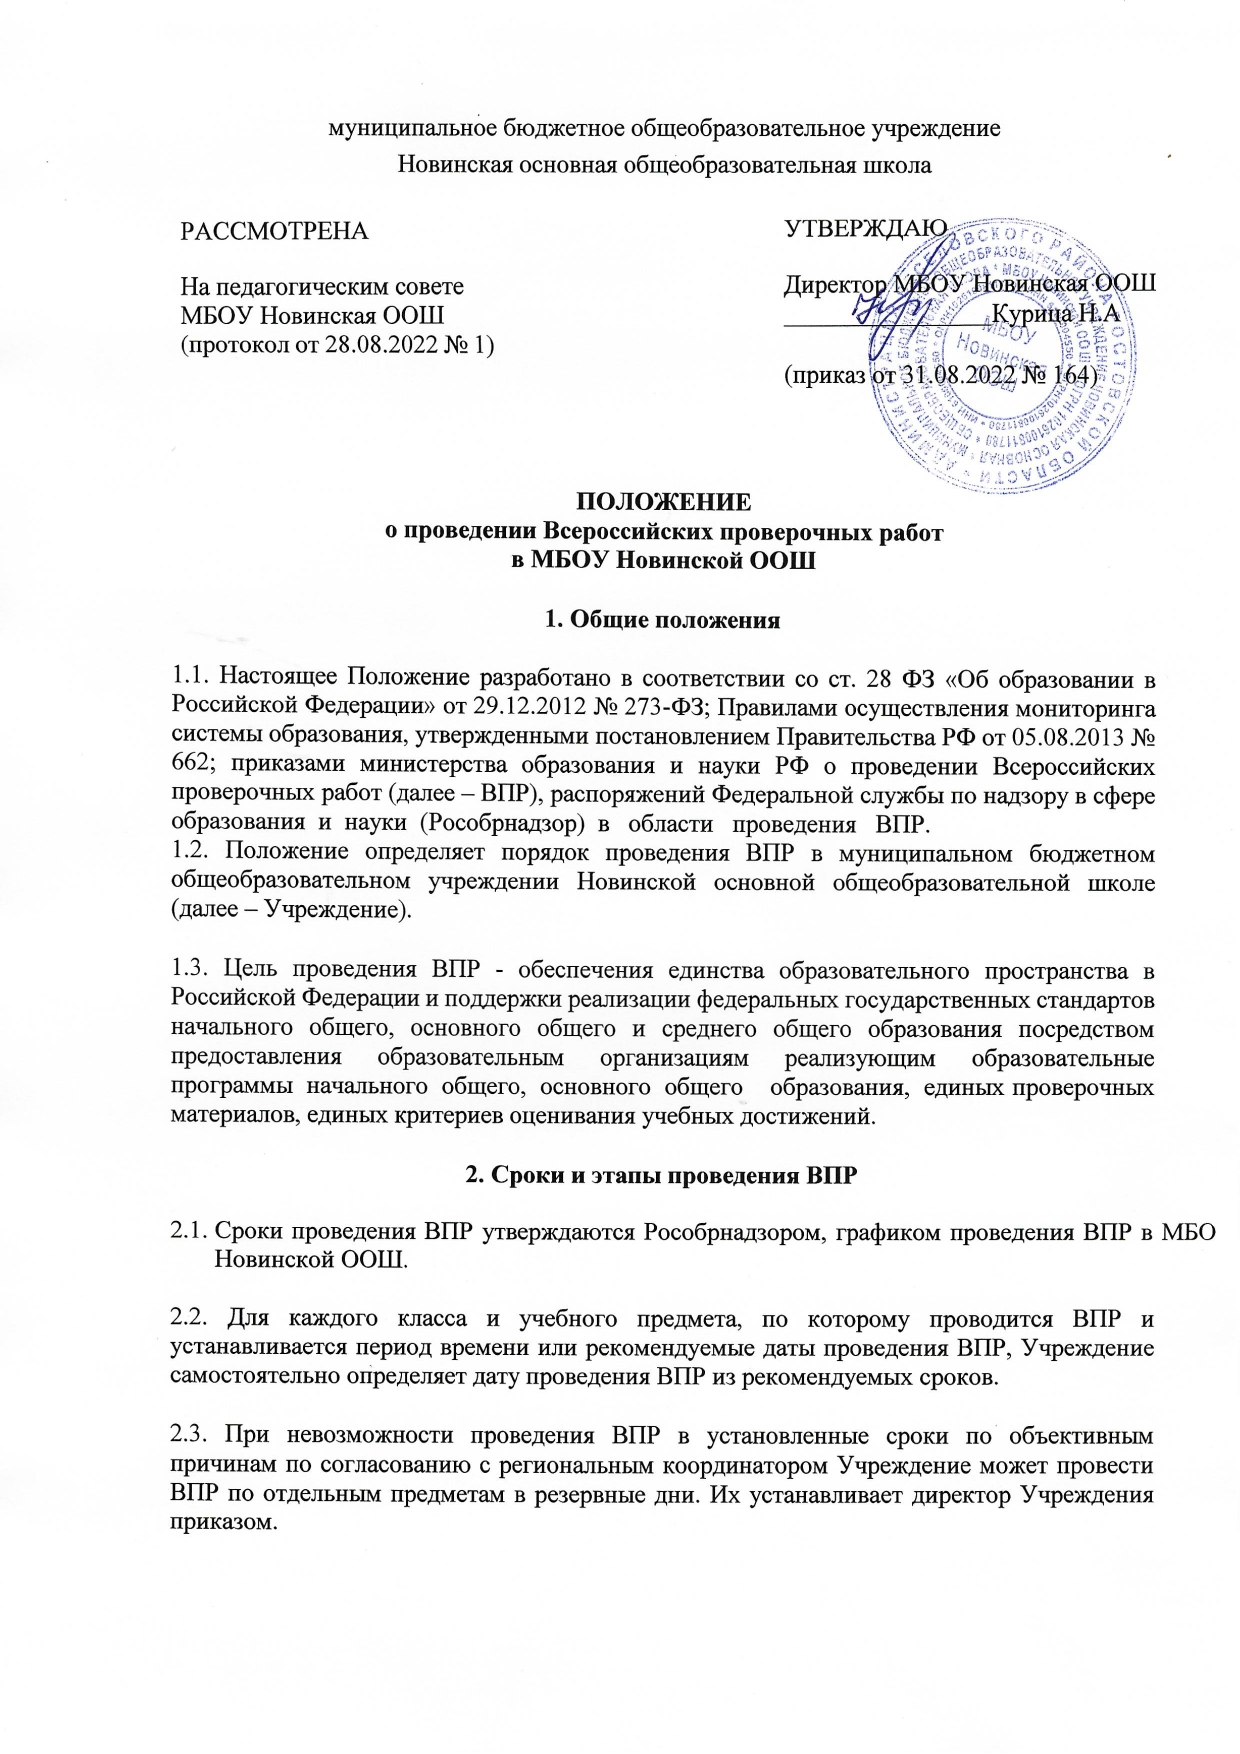 муниципальное бюджетное общеобразовательное учреждение
Новинская основная общеобразовательная школа
РАССМОТРЕНА
На педагогическим совете
МБОУ Новинская ООШ
(протокол от 28.08.2022 № 1)
УТВЕРЖДАЮ
Директор МБОУ Новинская ООШ
________________Курица Н.А
(приказ от 31.08.2022 № 164)
МБОУ
Новинская
ООШ
ПОЛОЖЕНИЕ
о проведении Всероссийских проверочных работ
в МБОУ Новинской ООШ
1. Общие положения
1.1. Настоящее Положение разработано в соответствии со ст. 28 ФЗ «Об образовании в
Российской Федерации» от 29.12.2012 № 273-ФЗ; Правилами осуществления мониторинга
системы образования, утвержденными постановлением Правительства РФ от 05.08.2013 №
662; приказами министерства образования и науки РФ о проведении Всероссийских
проверочных работ (далее – ВПР), распоряжений Федеральной службы по надзору в сфере
образования и науки (Рособрнадзор) в области проведения ВПР.
1.2. Положение определяет порядок проведения ВПР в муниципальном бюджетном
общеобразовательном учреждении Новинской основной общеобразовательной школе
(далее – Учреждение).
1.3. Цель проведения ВПР - обеспечения единства образовательного пространства в
Российской Федерации и поддержки реализации федеральных государственных стандартов
начального общего, основного общего и среднего общего образования посредством
предоставления образовательным организациям реализующим образовательные
программы начального общего, основного общего образования, единых проверочных
материалов, единых критериев оценивания учебных достижений.
2. Сроки и этапы проведения ВПР
2.1. Сроки проведения ВПР утверждаются Рособрнадзором, графиком проведения ВПР в МБО
Новинской ООШ.
2.2. Для каждого класса и учебного предмета, по которому проводится ВПР и
устанавливается период времени или рекомендуемые даты проведения ВПР, Учреждение
самостоятельно определяет дату проведения ВПР из рекомендуемых сроков.
2.3. При невозможности проведения ВПР в установленные сроки по объективным
причинам по согласованию с региональным координатором Учреждение может провести
ВПР по отдельным предметам в резервные дни. Их устанавливает директор Учреждения
приказом.